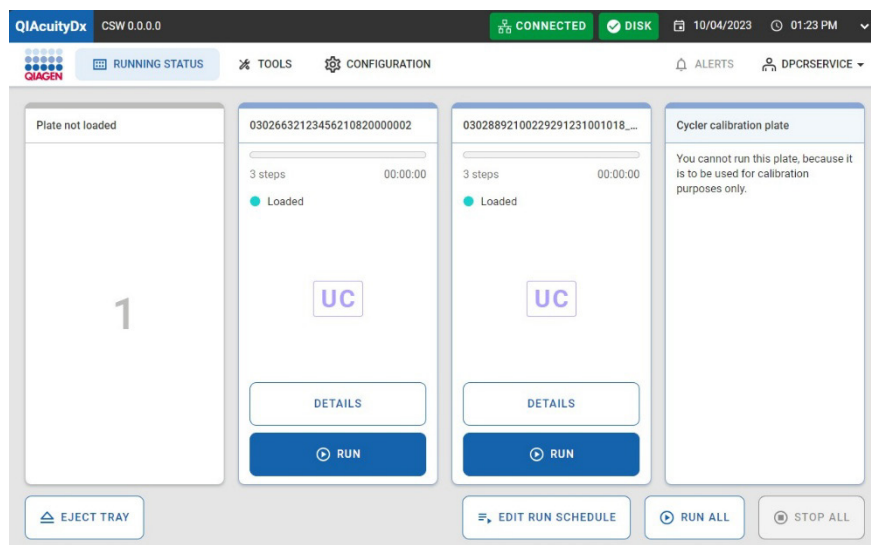 QIAcuityDx CSW 0.0.0.0 CONNECTED DISK 10/04/2023 01:23 PM
QIAGEN RUNNING STATUS TOOLS CONFIGURATION ALERTS DPCRSERVICE
Plate not loaded
1
03026632123456210820000002
3 steps 00:00:00
Loaded
UC
DETAILS
RUN
03028892100229291231001018_...
3 steps 00:00:00
Loaded
UC
DETAILS
RUN
Cycler calibration plate
You cannot run this plate, because it
is to be used for calibration
purposes only.
EJECT TRAY EDIT RUN SCHEDULE RUN ALL STOP ALL